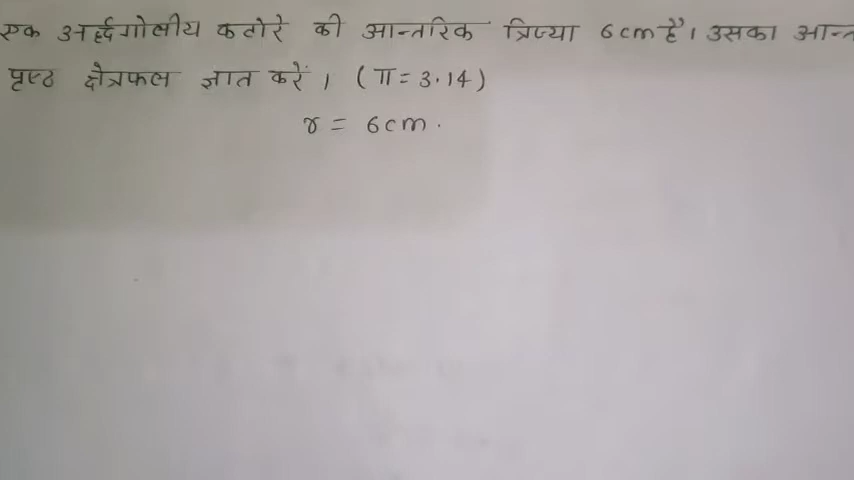 एक अर्द्धगोलीय कटोरे की आन्तरिक त्रिज्या 6cm है। उसका आन्त
पृष्ठ क्षेत्रफल ज्ञात करें। (π = 3.14)
r = 6cm.